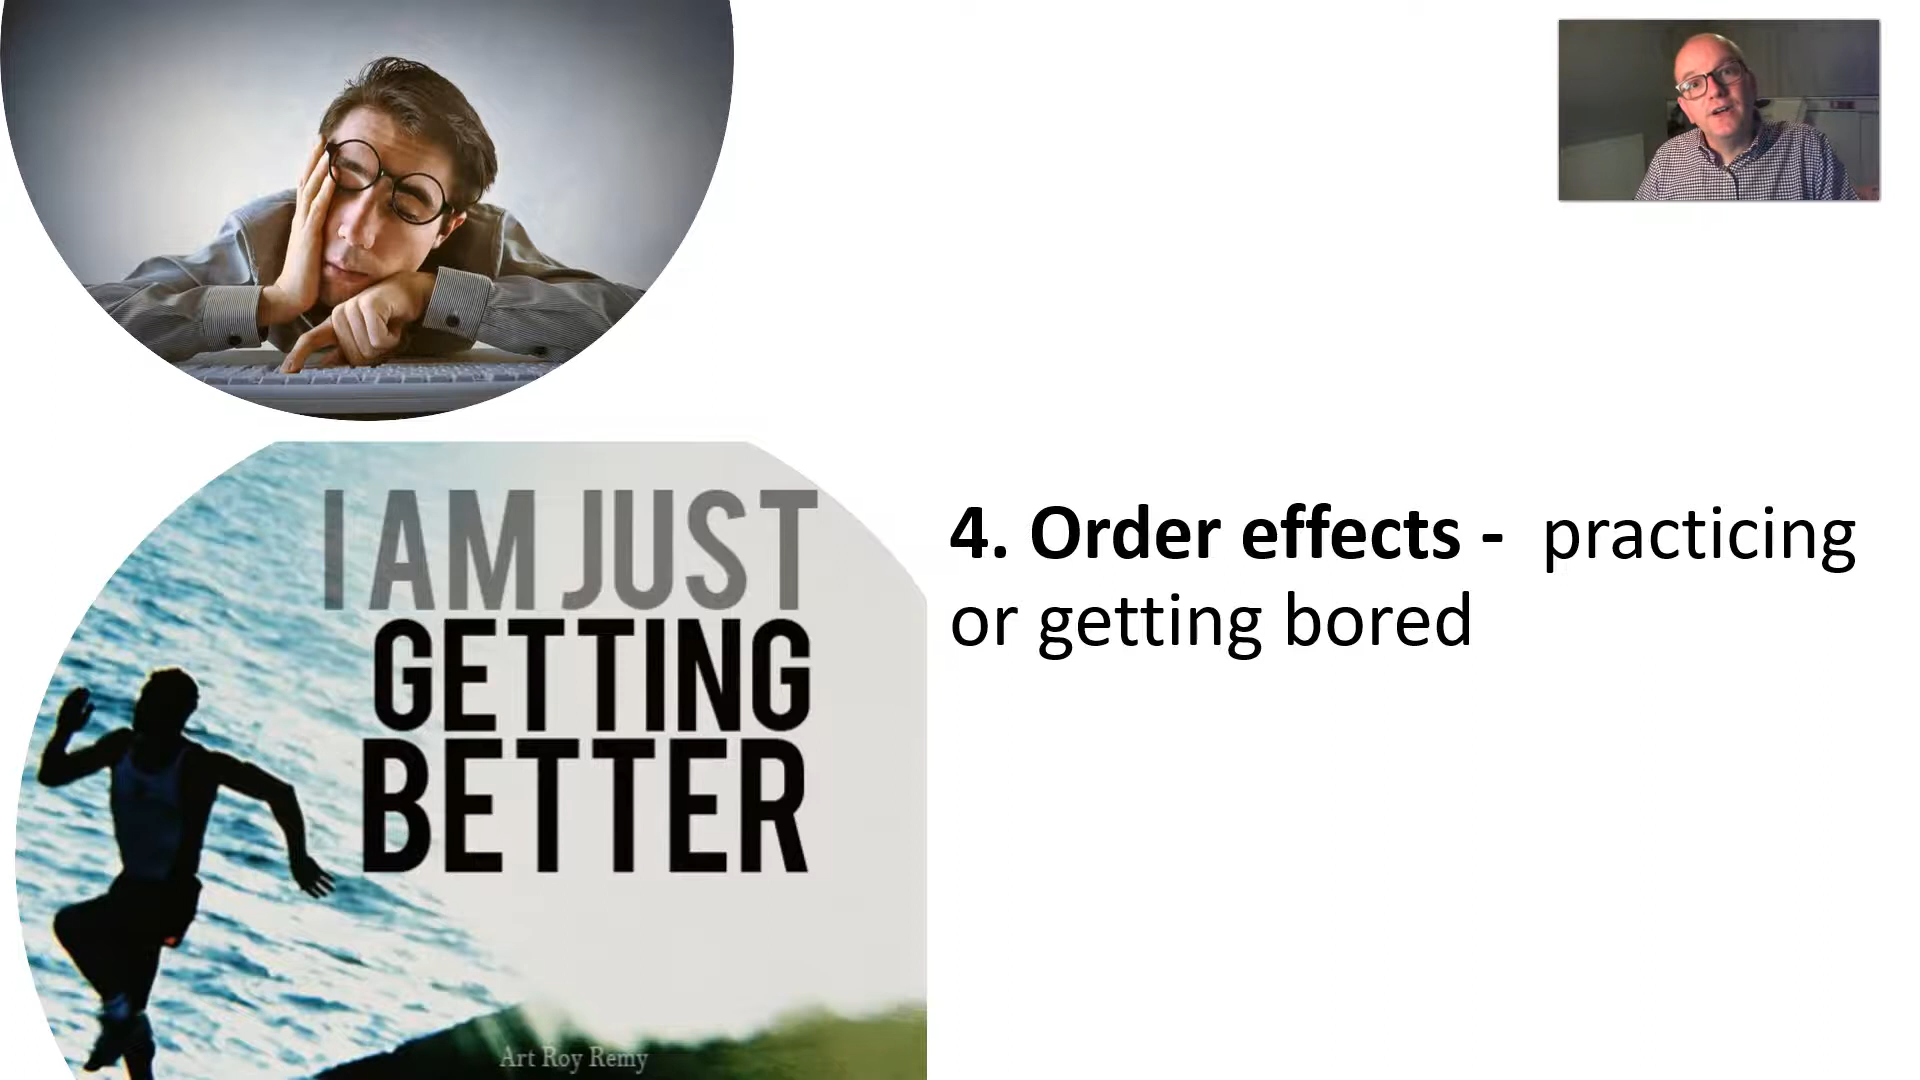 I AM JUST
GETTING
BETTER
Art Roy Remy
4. Order effects -  practicing
or getting bored